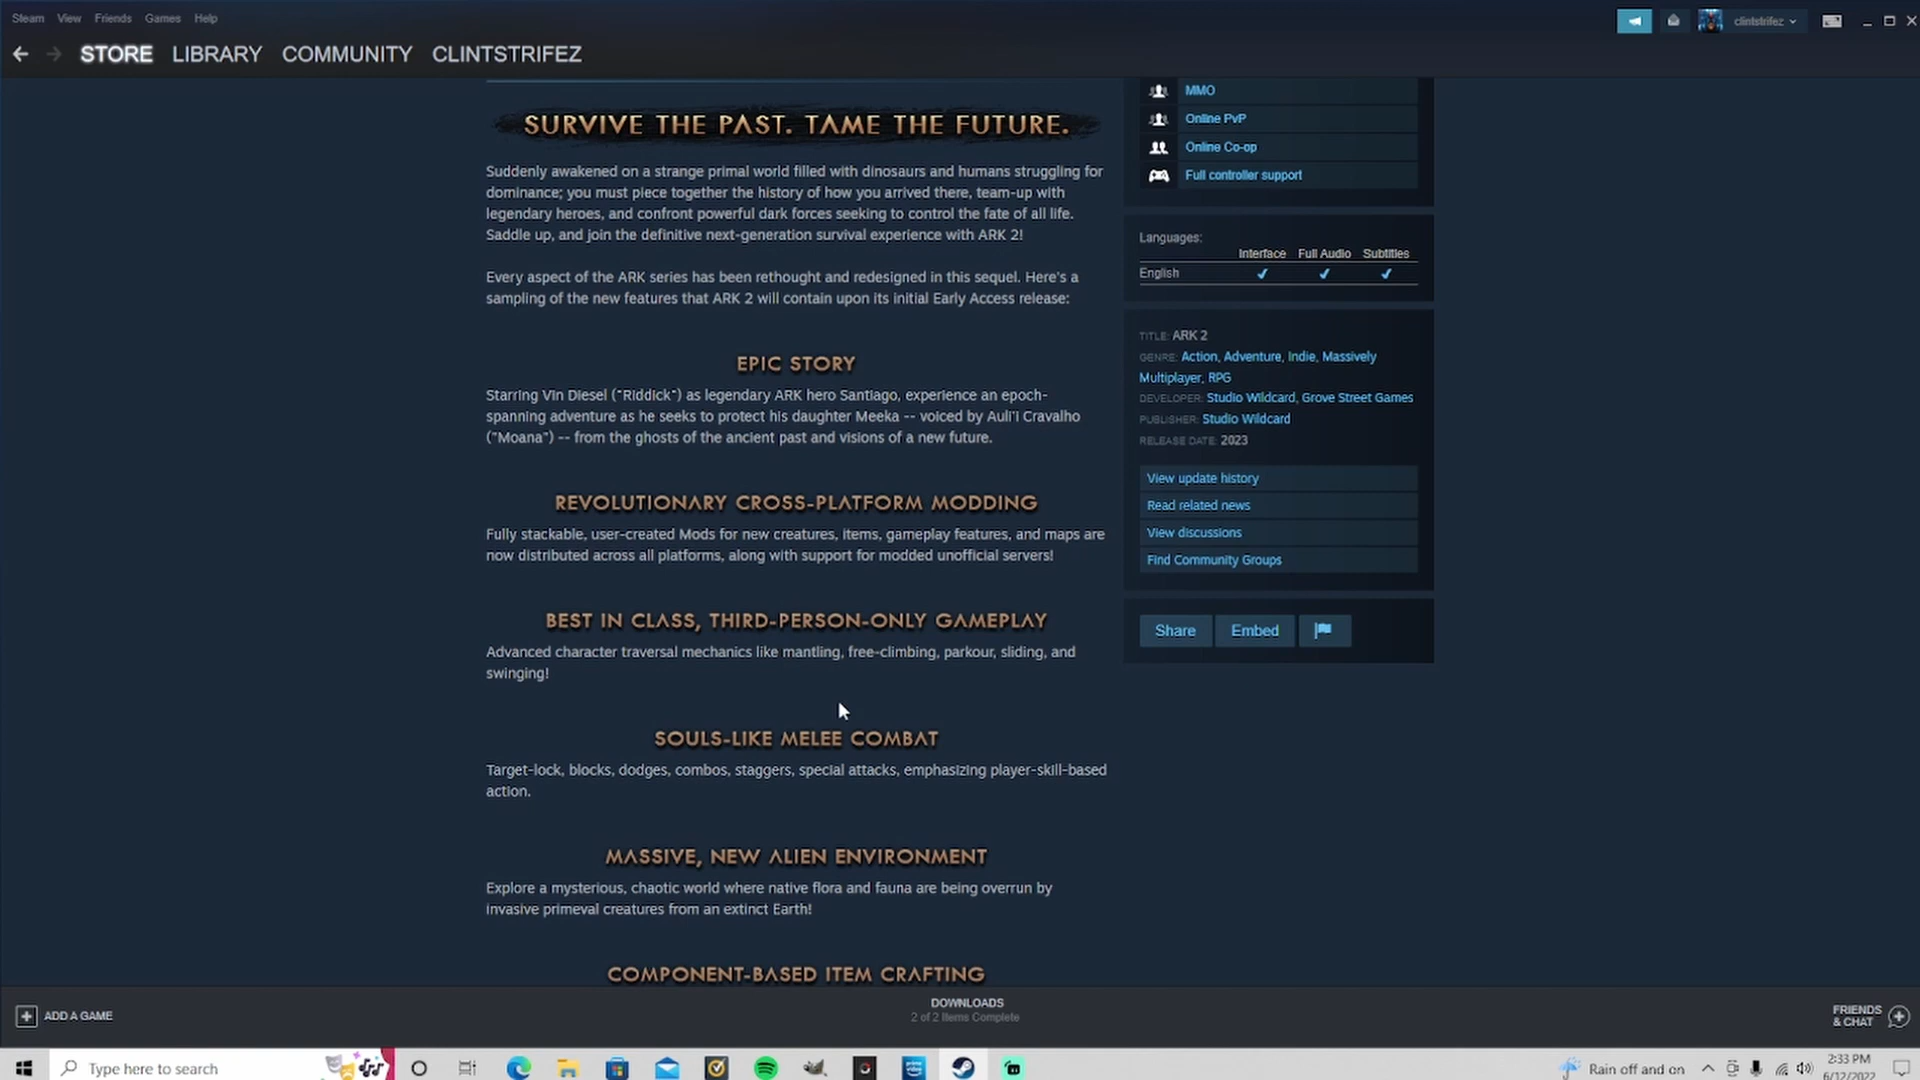 Steam View Friends Games Help
clintstrifez
STORE LIBRARY COMMUNITY CLINTSTRIFEZ
SURVIVE THE PAST. TAME THE FUTURE.
Suddenly awakened on a strange primal world filled with dinosaurs and humans struggling for
dominance; you must piece together the history of how you arrived there, team-up with
legendary heroes, and confront powerful dark forces seeking to control the fate of all life.
Saddle up, and join the definitive next-generation survival experience with ARK 2!
Every aspect of the ARK series has been rethought and redesigned in this sequel. Here's a
sampling of the new features that ARK 2 will contain upon its initial Early Access release:
EPIC STORY
Starring Vin Diesel ("Riddick") as legendary ARK hero Santiago, experience an epoch-
spanning adventure as he seeks to protect his daughter Meeka -- voiced by Auli'i Cravalho
("Moana") -- from the ghosts of the ancient past and visions of a new future.
REVOLUTIONARY CROSS-PLATFORM MODDING
Fully stackable, user-created Mods for new creatures, items, gameplay features, and maps are
now distributed across all platforms, along with support for modded unofficial servers!
BEST IN CLASS, THIRD-PERSON-ONLY GAMEPLAY
Advanced character traversal mechanics like mantling, free-climbing, parkour, sliding, and
swinging!
SOULS-LIKE MELEE COMBAT
Target-lock, blocks, dodges, combos, staggers, special attacks, emphasizing player-skill-based
action.
MASSIVE, NEW ALIEN ENVIRONMENT
Explore a mysterious, chaotic world where native flora and fauna are being overrun by
invasive primeval creatures from an extinct Earth!
COMPONENT-BASED ITEM CRAFTING
MMO
Online PvP
Online Co-op
Full controller support
Languages:
Interface Full Audio Subtitles
English ✔ ✔ ✔
TITLE: ARK 2
GENRE: Action, Adventure, Indie, Massively
Multiplayer, RPG
DEVELOPER: Studio Wildcard, Grove Street Games
PUBLISHER: Studio Wildcard
RELEASE DATE: 2023
View update history
Read related news
View discussions
Find Community Groups
Share Embed
ADD A GAME
DOWNLOADS
2 of 2 Items Complete
FRIENDS
& CHAT
Type here to search
Rain off and on
2:33 PM
6/12/2022